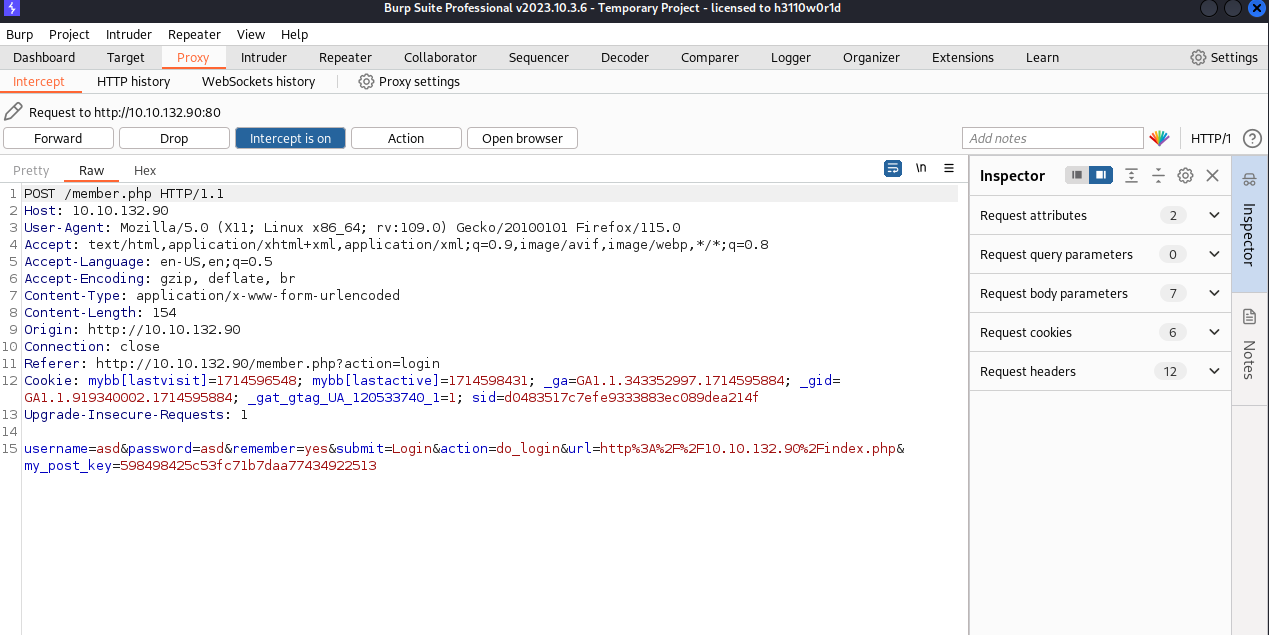 Burp Suite Professional v2023.10.3.6 - Temporary Project - licensed to h3110w0r1d
Burp Project Intruder Repeater View Help
Dashboard Target Proxy Intruder Repeater Collaborator Sequencer Decoder Comparer Logger Organizer Extensions Learn Settings
Intercept HTTP history WebSockets history Proxy settings
Request to http://10.10.132.90:80
Forward Drop Intercept is on Action Open browser Add notes HTTP/1 ?
Pretty Raw Hex \n
1 POST /member.php HTTP/1.1
2 Host: 10.10.132.90
3 User-Agent: Mozilla/5.0 (X11; Linux x86_64; rv:109.0) Gecko/20100101 Firefox/115.0
4 Accept: text/html,application/xhtml+xml,application/xml;q=0.9,image/avif,image/webp,*/*;q=0.8
5 Accept-Language: en-US,en;q=0.5
6 Accept-Encoding: gzip, deflate, br
7 Content-Type: application/x-www-form-urlencoded
8 Content-Length: 154
9 Origin: http://10.10.132.90
10 Connection: close
11 Referer: http://10.10.132.90/member.php?action=login
12 Cookie: mybb[lastvisit]=1714596548; mybb[lastactive]=1714598431; _ga=GA1.1.343352997.1714595884; _gid=
GA1.1.919340002.1714595884; _gat_gtag_UA_120533740_1=1; sid=d0483517c7efe9333883ec089dea214f
13 Upgrade-Insecure-Requests: 1
14
15 username=asd&password=asd&remember=yes&submit=Login&action=do_login&url=http%3A%2F%2F10.10.132.90%2Findex.php&
my_post_key=598498425c53fc71b7daa77434922513
Inspector
Request attributes 2
Request query parameters 0
Request body parameters 7
Request cookies 6
Request headers 12
Inspector
Notes